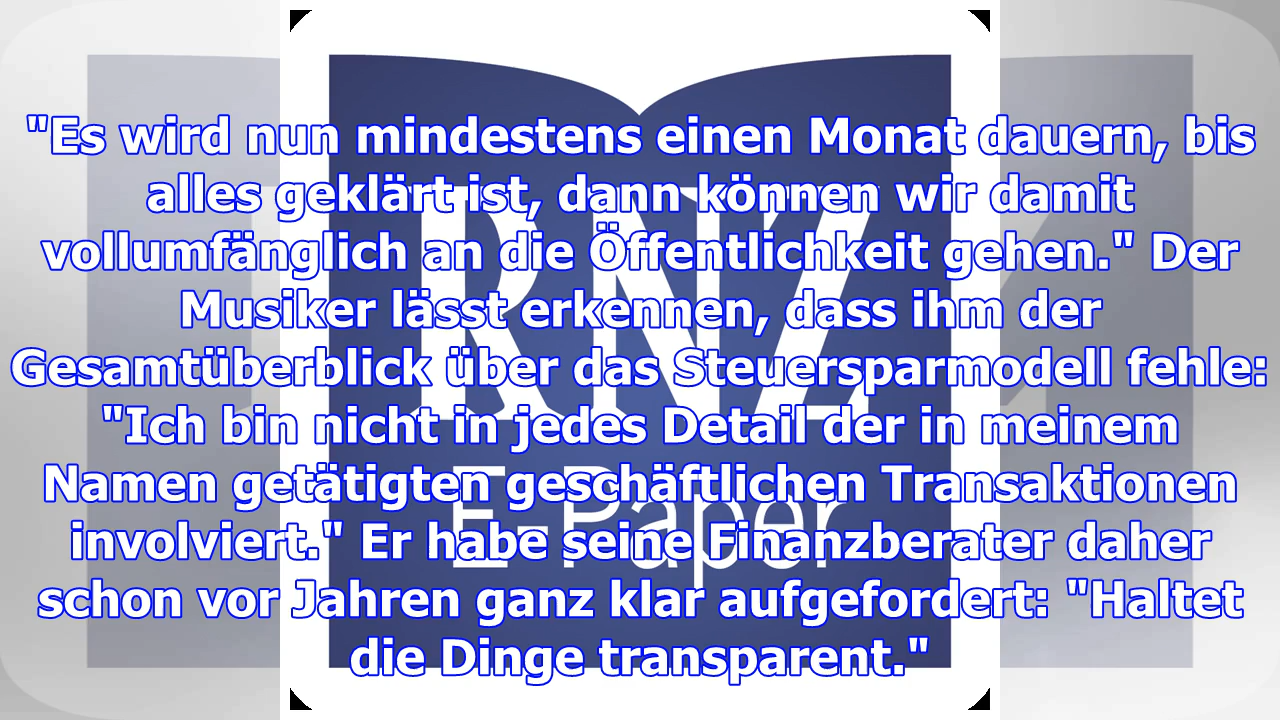 "Es wird nun mindestens einen Monat dauern, bis
alles geklärt ist, dann können wir damit
vollumfänglich an die Öffentlichkeit gehen." Der
Musiker lässt erkennen, dass ihm der
Gesamtüberblick über das Steuersparmodell fehle:
"Ich bin nicht in jedes Detail der in meinem
Namen getätigten geschäftlichen Transaktionen
involviert." Er habe seine Finanzberater daher
schon vor Jahren ganz klar aufgefordert: "Haltet
die Dinge transparent."
RNZ
E-Paper